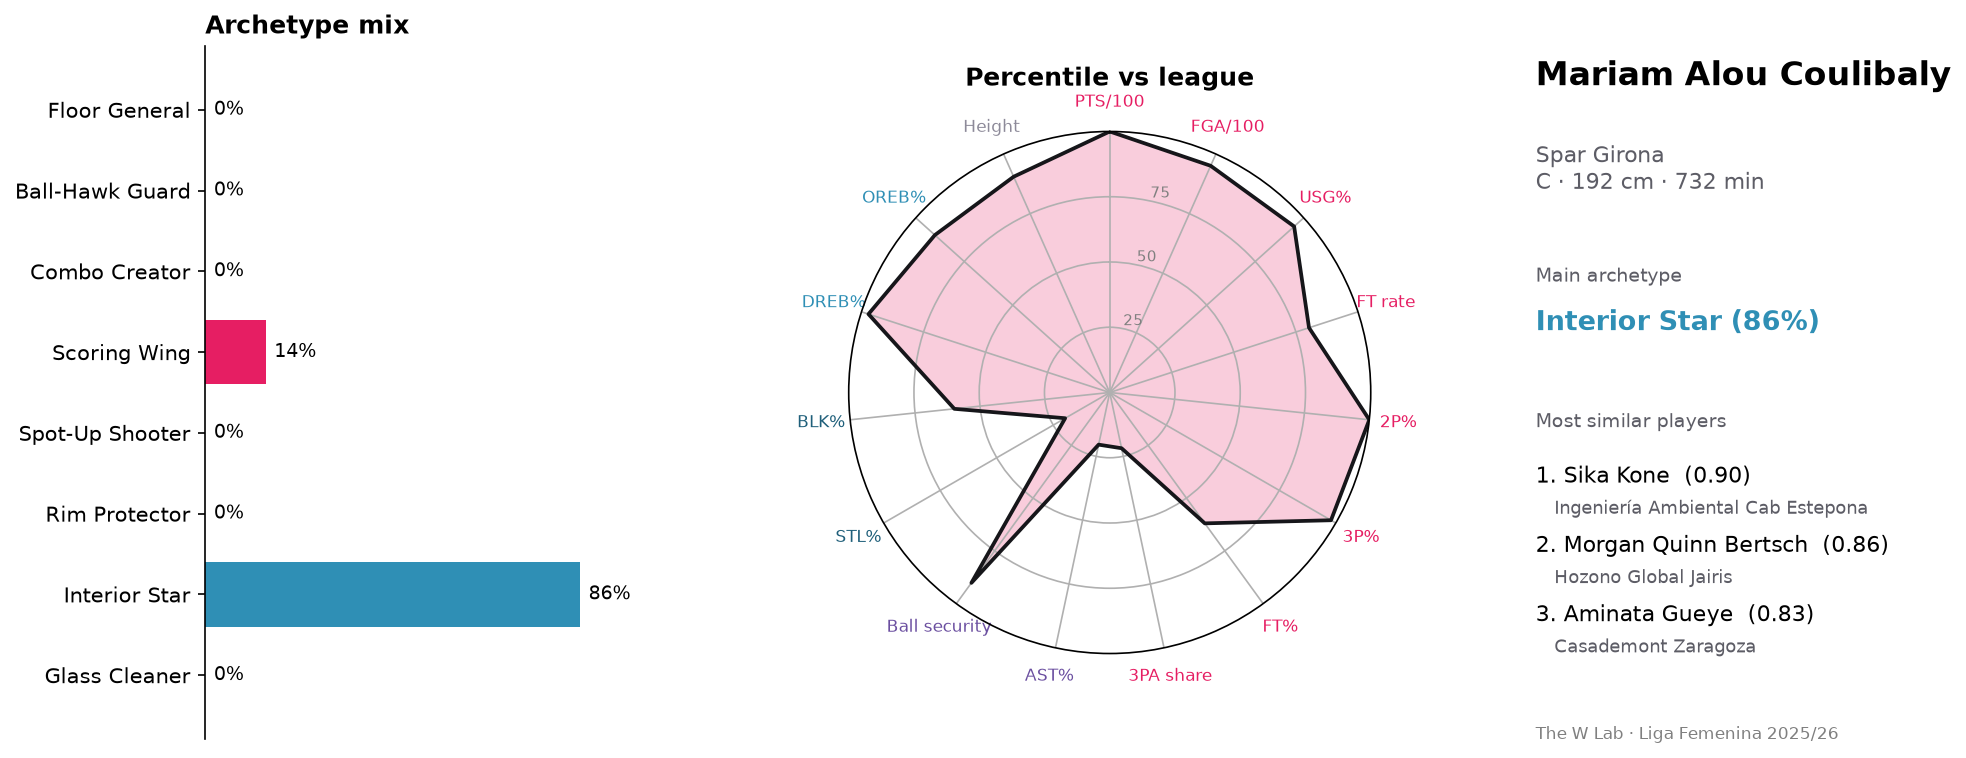 Archetype mix
Floor General
0%
Ball-Hawk Guard
0%
Combo Creator
0%
Scoring Wing
14%
Spot-Up Shooter
0%
Rim Protector
0%
Interior Star
86%
Glass Cleaner
0%
Percentile vs league
PTS/100
FGA/100
USG%
FT rate
2P%
3P%
FT%
3PA share
AST%
Ball security
STL%
BLK%
DREB%
OREB%
Height
75
50
25
Mariam Alou Coulibaly
Spar Girona
C · 192 cm · 732 min
Main archetype
Interior Star (86%)
Most similar players
1. Sika Kone (0.90)
Ingeniería Ambiental Cab Estepona
2. Morgan Quinn Bertsch (0.86)
Hozono Global Jairis
3. Aminata Gueye (0.83)
Casademont Zaragoza
The W Lab · Liga Femenina 2025/26